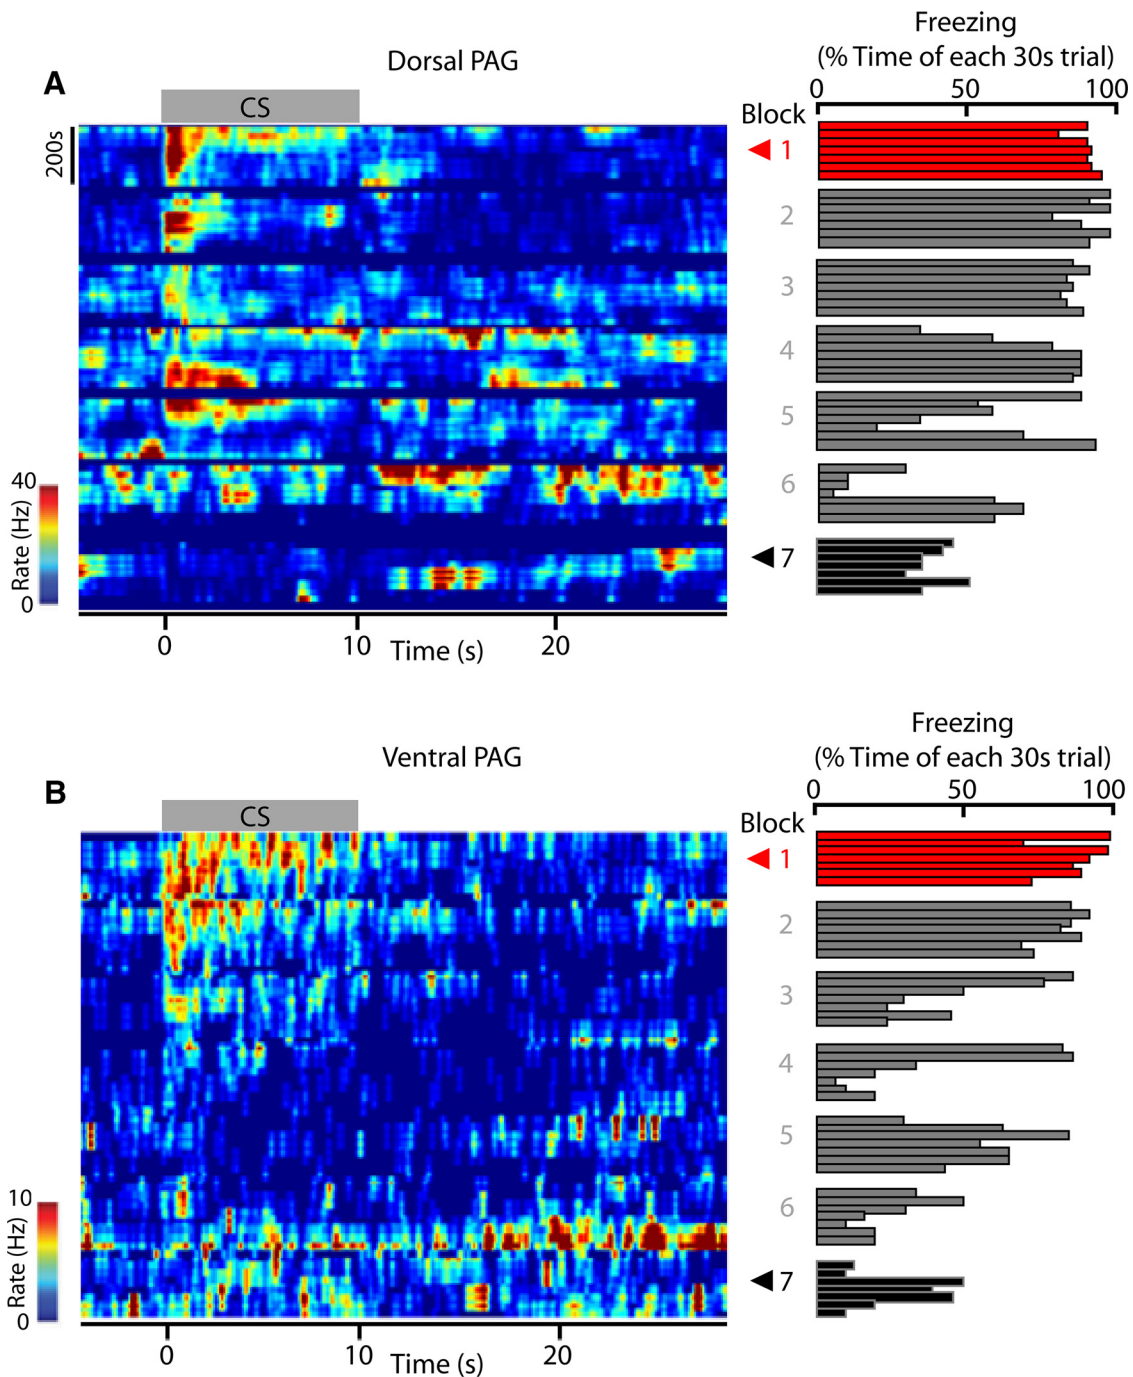 Freezing
(% Time of each 30s trial)
Dorsal PAG
A
0 50 100
CS
Block
200s
1
2
3
4
5
6
40
Rate (Hz)
0
7
0 10 20
Time (s)
Freezing
(% Time of each 30s trial)
Ventral PAG
B
0 50 100
CS
Block
1
2
3
4
5
6
10
Rate (Hz)
0
7
0 10 20
Time (s)